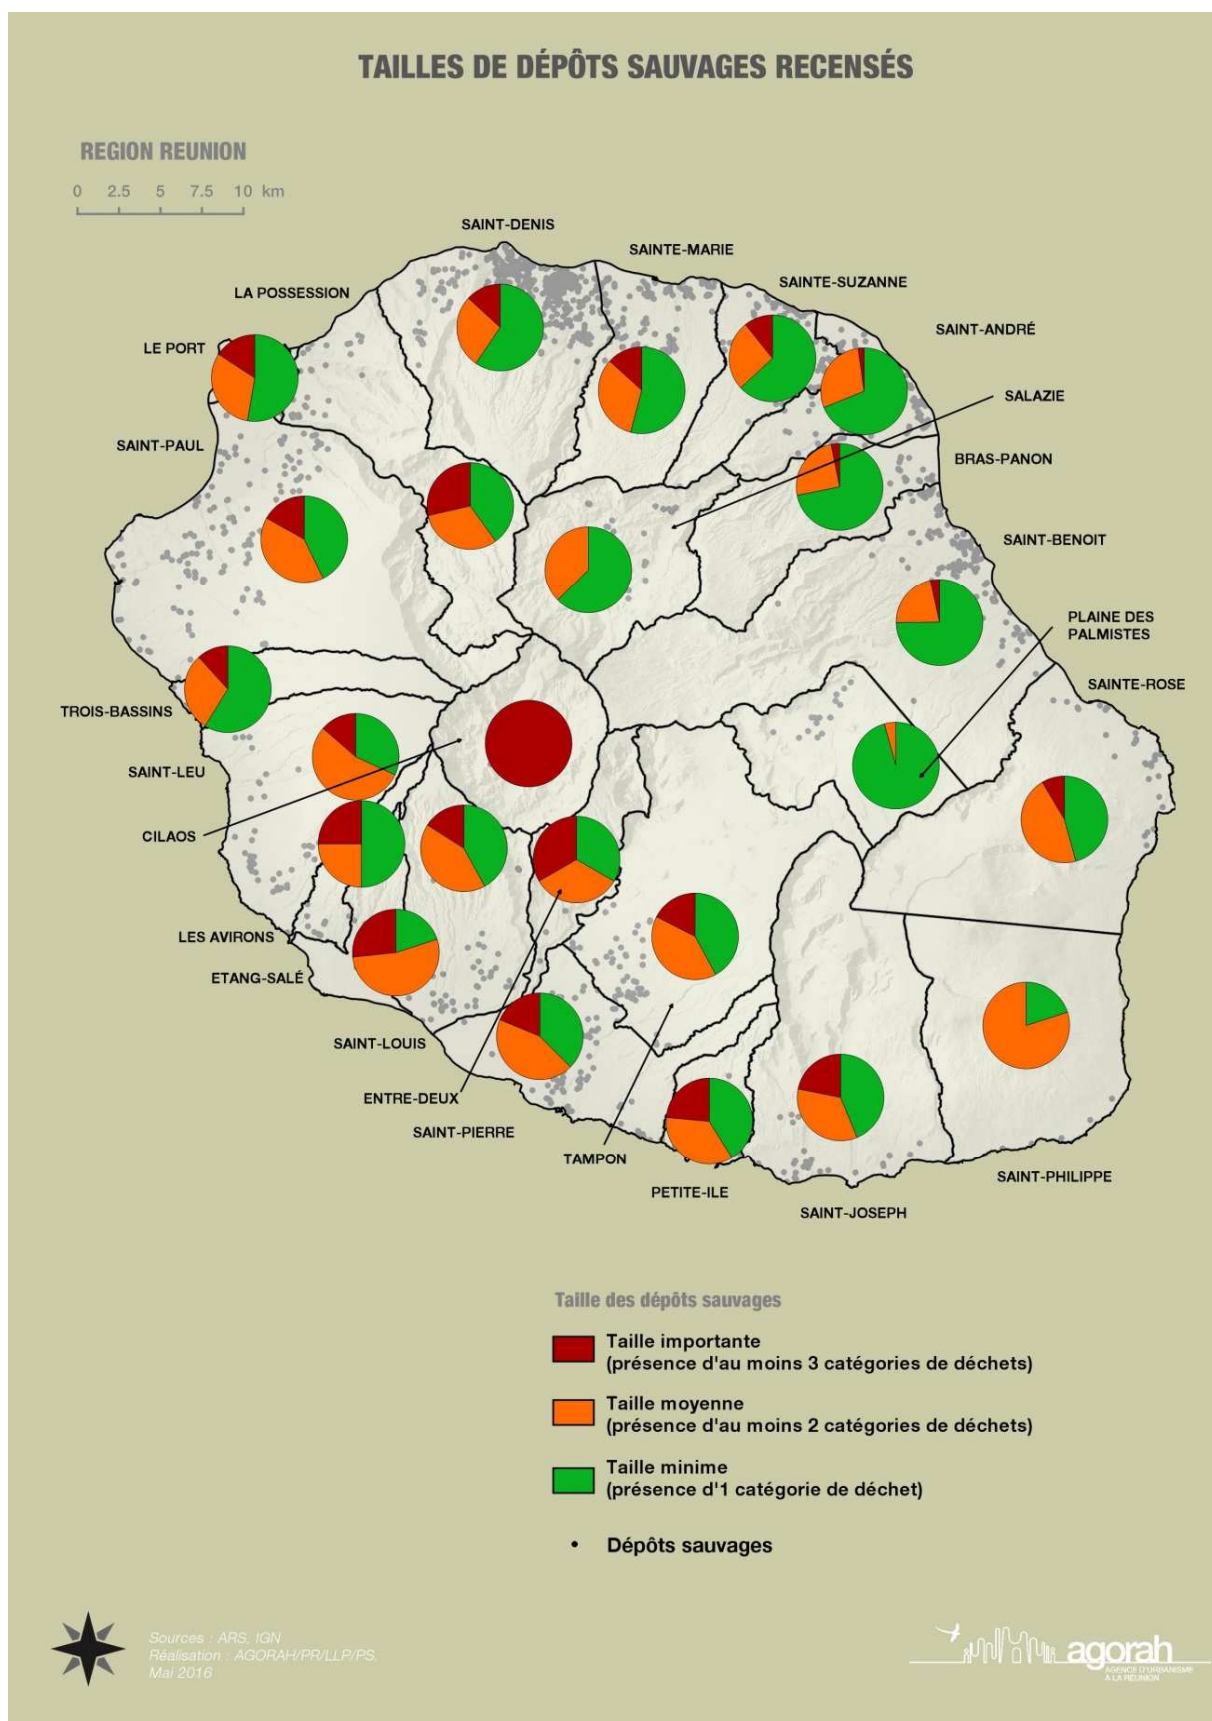 TAILLES DE DÉPÔTS SAUVAGES RECENSÉS
REGION REUNION
0 2.5 5 7.5 10 km
SAINT-DENIS
SAINTE-MARIE
SAINTE-SUZANNE
LA POSSESSION
SAINT-ANDRÉ
LE PORT
SALAZIE
SAINT-PAUL
BRAS-PANON
SAINT-BENOIT
PLAINE DES
PALMISTES
SAINTE-ROSE
TROIS-BASSINS
SAINT-LEU
CILAOS
LES AVIRONS
ETANG-SALÉ
SAINT-LOUIS
ENTRE-DEUX
SAINT-PIERRE
TAMPON
SAINT-PHILIPPE
PETITE-ILE
SAINT-JOSEPH
Taille des dépôts sauvages
Taille importante
(présence d'au moins 3 catégories de déchets)
Taille moyenne
(présence d'au moins 2 catégories de déchets)
Taille minime
(présence d'1 catégorie de déchet)
Dépôts sauvages
Sources : ARS, IGN
Réalisation : AGORAH/PR/LLP/PS.
Mai 2016
agorah
AGENCE D'URBANISME
À LA RÉUNION